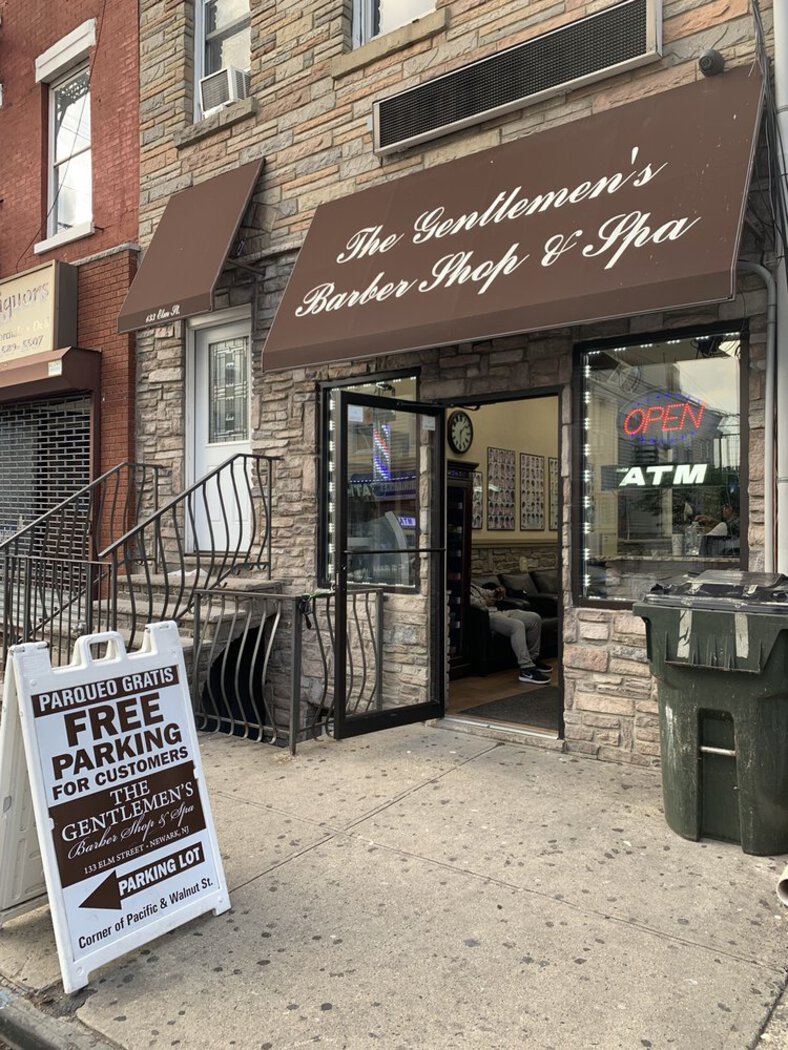 The Gentlemen's
Barber Shop & Spa
133 Elm St.
OPEN
ATM
PARQUEO GRATIS
FREE
PARKING
FOR CUSTOMERS
THE
GENTLEMEN'S
Barber Shop & Spa
133 ELM STREET • NEWARK, NJ
PARKING LOT
Corner of Pacific & Walnut St.